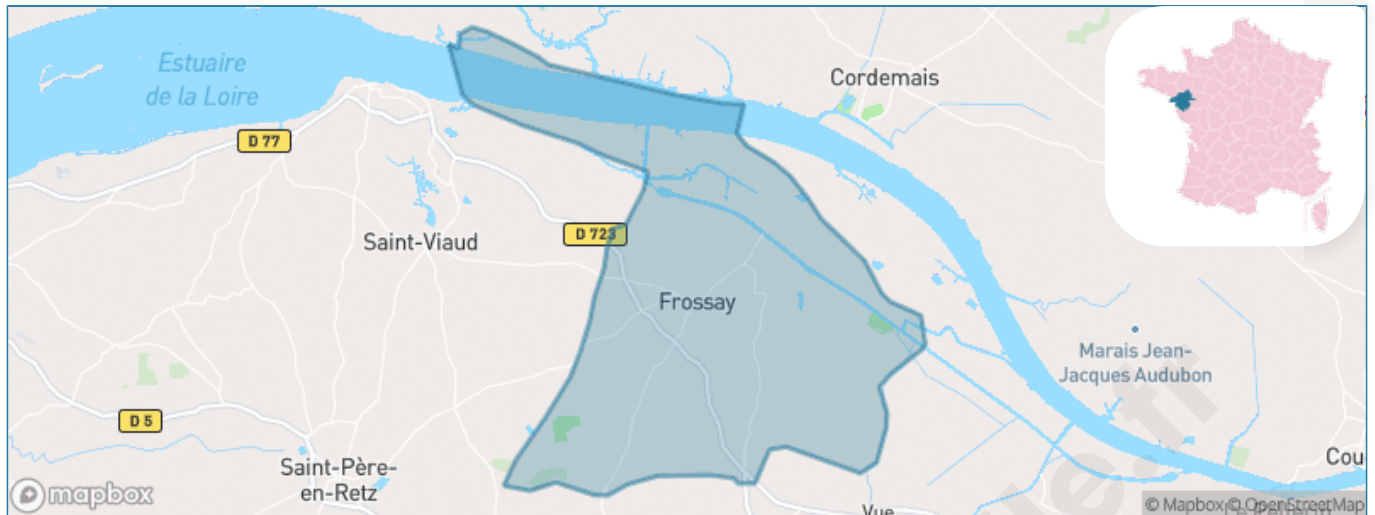 Estuaire
de la Loire
Cordemais
D 77
Saint-Viaud
D 723
Frossay
Marais Jean-
Jacques Audubon
D 5
Saint-Père-
en-Retz
Cou
mapbox
Vue
© Mapbox © OpenStreetMap